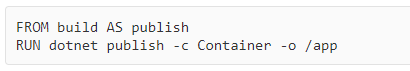 FROM build AS publish
RUN dotnet publish -c Container -o /app